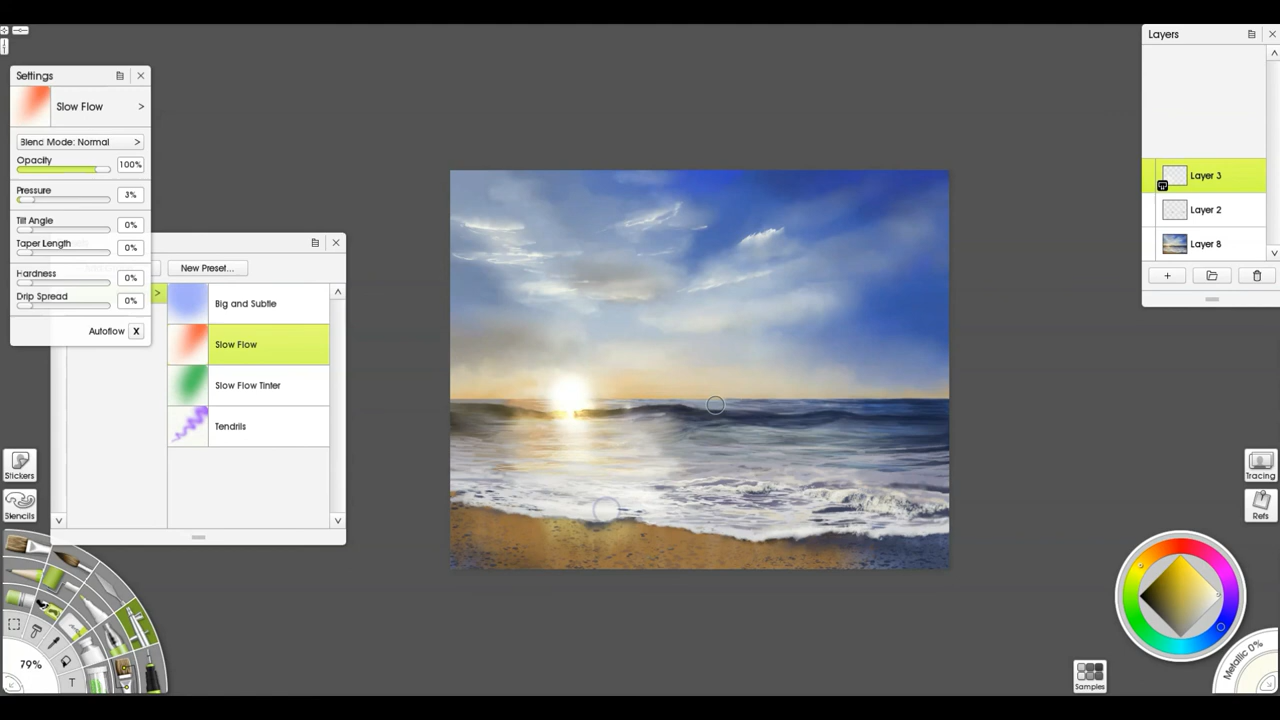 Settings
Slow Flow
>
Blend Mode: Normal >
Opacity
100%
Pressure
3%
Tilt Angle
0%
Taper Length
0%
Hardness
0%
Drip Spread
0%
Autoflow X
New Preset...
>
Big and Subtle
Slow Flow
Slow Flow Tinter
Tendrils
Stickers
Stencils
79%
T
Layers
Layer 3
Layer 2
Layer 8
+
Tracing
Refs
Samples
Metallic 0%